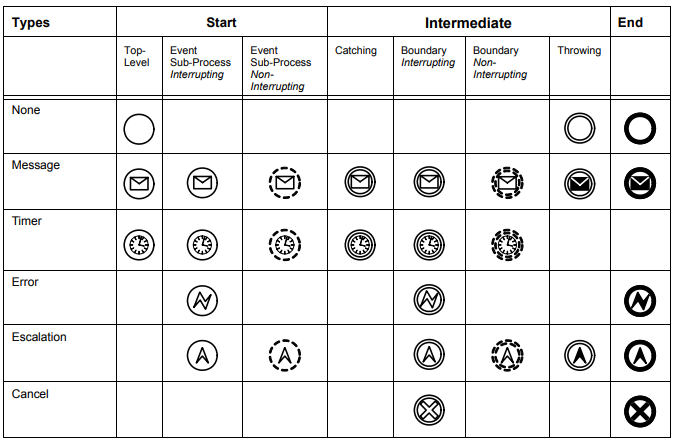 Types Start Intermediate End
Top-
Level
Event
Sub-Process
Interrupting
Event
Sub-Process
Non-
Interrupting
Catching
Boundary
Interrupting
Boundary
Non-
Interrupting
Throwing
None
Message
Timer
Error
Escalation
Cancel